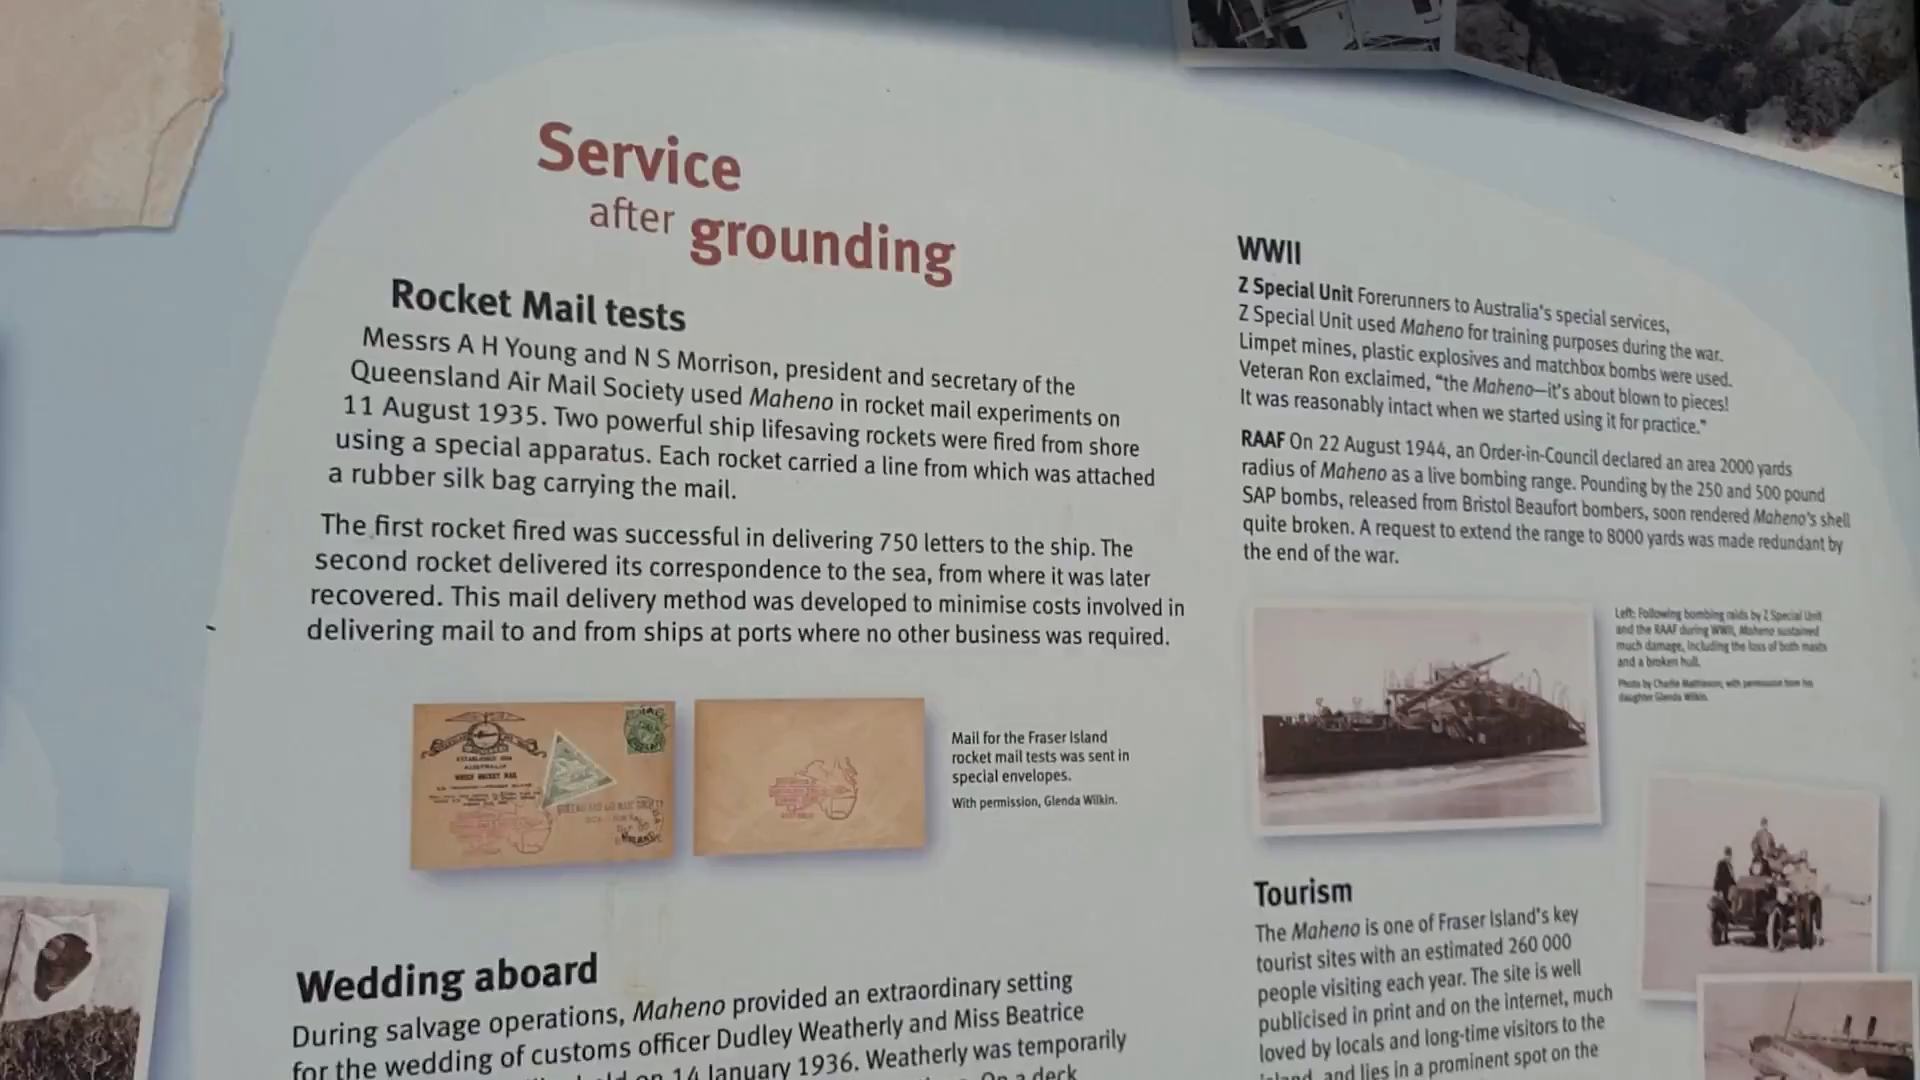 Service
after grounding
Rocket Mail tests
Messrs A H Young and N S Morrison, president and secretary of the
Queensland Air Mail Society used Maheno in rocket mail experiments on
11 August 1935. Two powerful ship lifesaving rockets were fired from shore
using a special apparatus. Each rocket carried a line from which was attached
a rubber silk bag carrying the mail.
The first rocket fired was successful in delivering 750 letters to the ship. The
second rocket delivered its correspondence to the sea, from where it was later
recovered. This mail delivery method was developed to minimise costs involved in
delivering mail to and from ships at ports where no other business was required.
Mail for the Fraser Island
rocket mail tests was sent in
special envelopes.
With permission, Glenda Wilkin.
Wedding aboard
During salvage operations, Maheno provided an extraordinary setting
for the wedding of customs officer Dudley Weatherly and Miss Beatrice
on 14 January 1936. Weatherly was temporarily
On a deck
WWII
Z Special Unit Forerunners to Australia's special services,
Z Special Unit used Maheno for training purposes during the war.
Limpet mines, plastic explosives and matchbox bombs were used.
Veteran Ron exclaimed, "the Maheno—it's about blown to pieces!
It was reasonably intact when we started using it for practice."
RAAF On 22 August 1944, an Order-in-Council declared an area 2000 yards
radius of Maheno as a live bombing range. Pounding by the 250 and 500 pound
SAP bombs, released from Bristol Beaufort bombers, soon rendered Maheno's shell
quite broken. A request to extend the range to 8000 yards was made redundant by
the end of the war.
Left: Following bombing raids by Z Special Unit
and the RAAF during WWII, Maheno sustained
much damage, including the loss of both masts
and a broken hull.
Photo by Charlie Mathieson, with permission from his
daughter Glenda Wilkin.
Tourism
The Maheno is one of Fraser Island's key
tourist sites with an estimated 260 000
people visiting each year. The site is well
publicised in print and on the internet, much
loved by locals and long-time visitors to the
island, and lies in a prominent spot on the